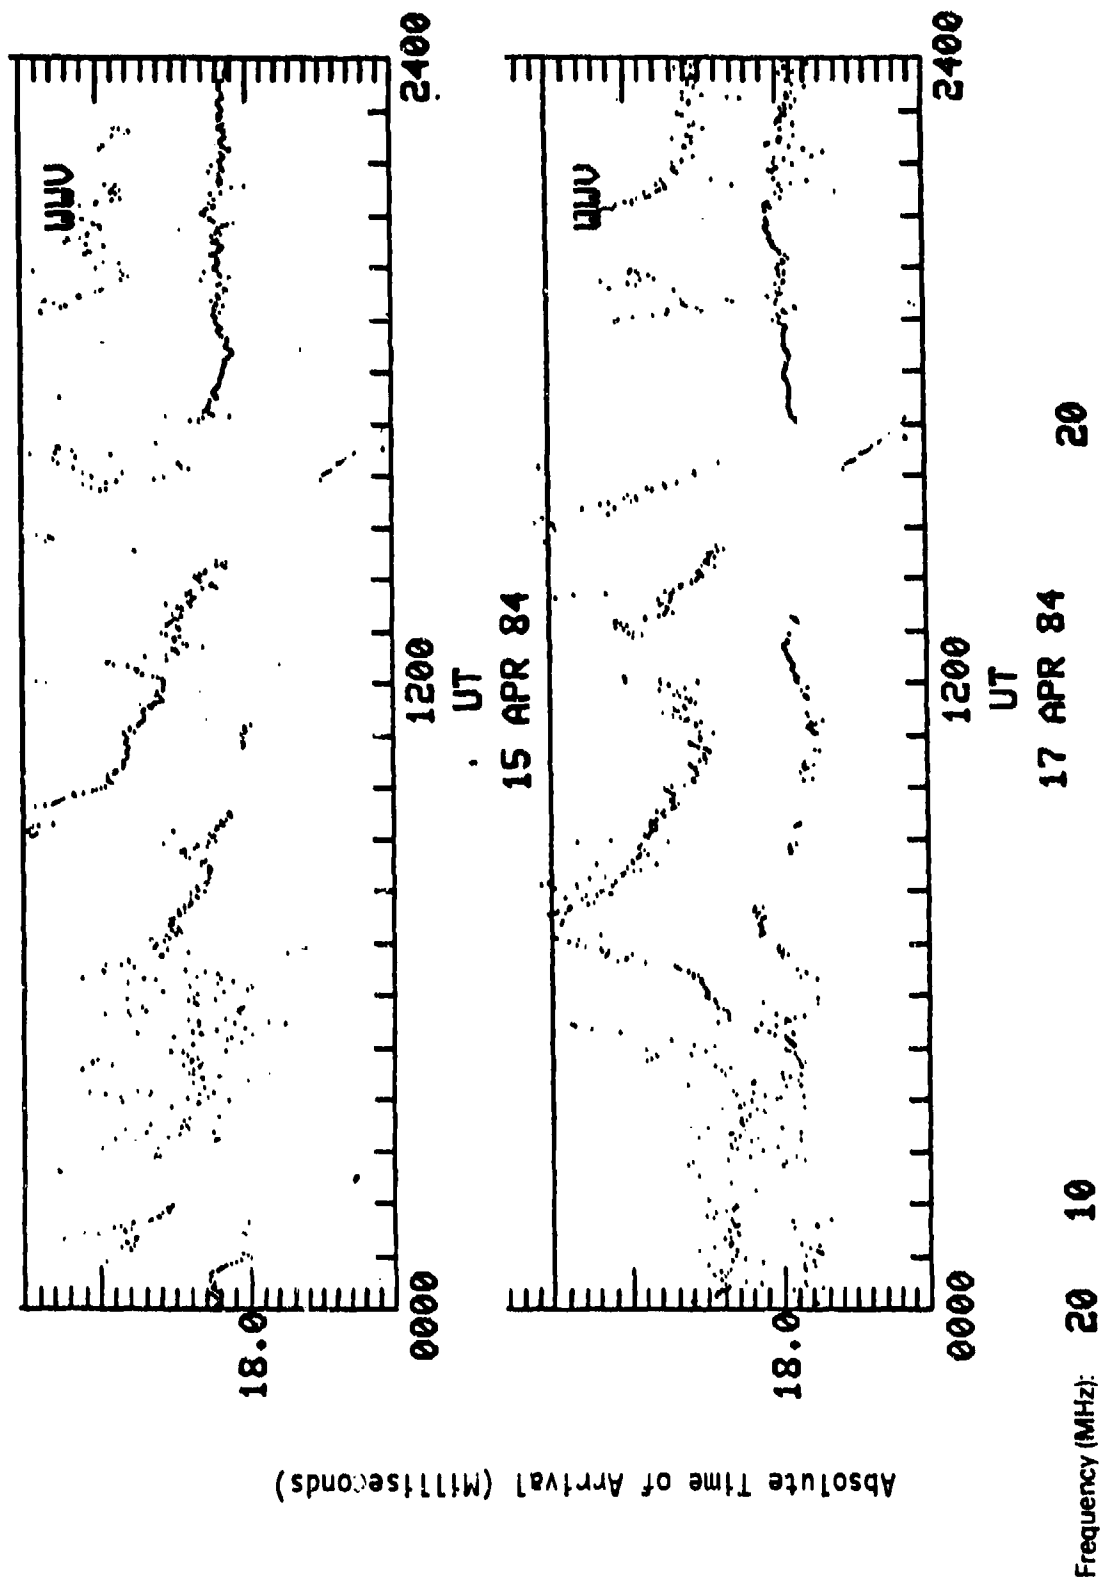 WWV
18.0
0000
1200
2400
UT
15 APR 84
WWV
18.0
0000
1200
2400
UT
17 APR 84
Absolute Time of Arrival (Milliseconds)
Frequency (MHz): 20 10 20